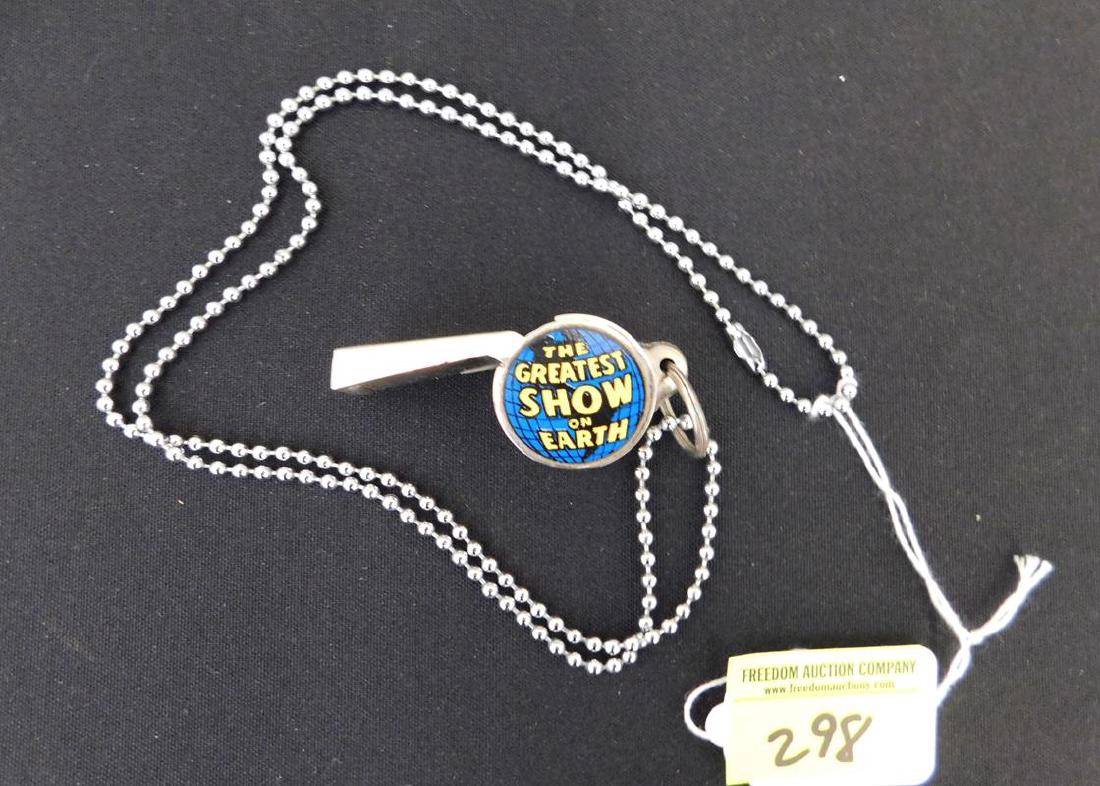 THE
GREATEST
SHOW
ON
EARTH
FREEDOM AUCTION COMPANY
www.freedomauctions.com
298